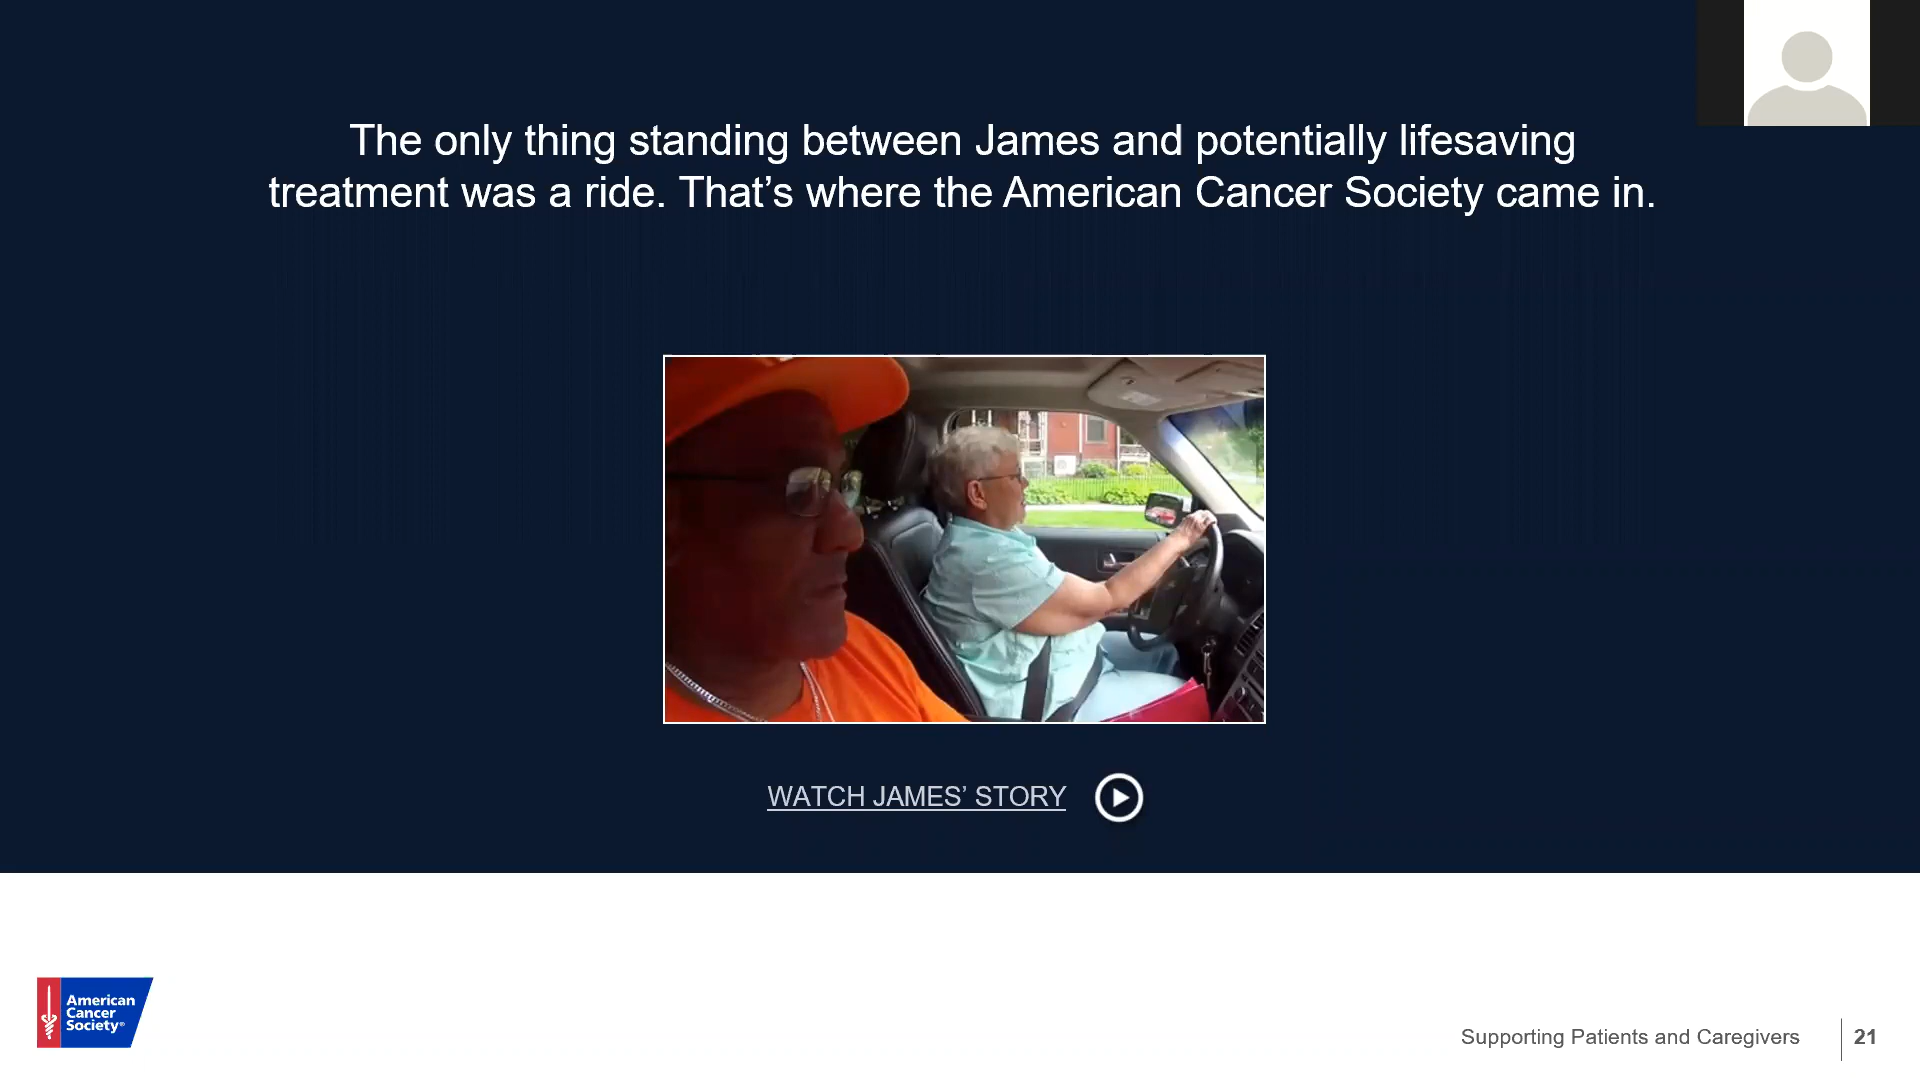 The only thing standing between James and potentially lifesaving
treatment was a ride. That’s where the American Cancer Society came in.
WATCH JAMES’ STORY
American
Cancer
Society®
Supporting Patients and Caregivers
21